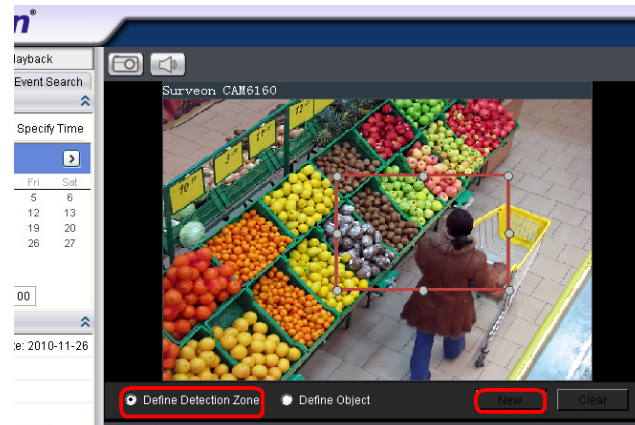 n®
layback
Event Search
Surveon CAM6160
Specify Time
Fri Sat
5 6
12 13
19 20
26 27
00
te: 2010-11-26
Define Detection Zone
Define Object
New
Clear